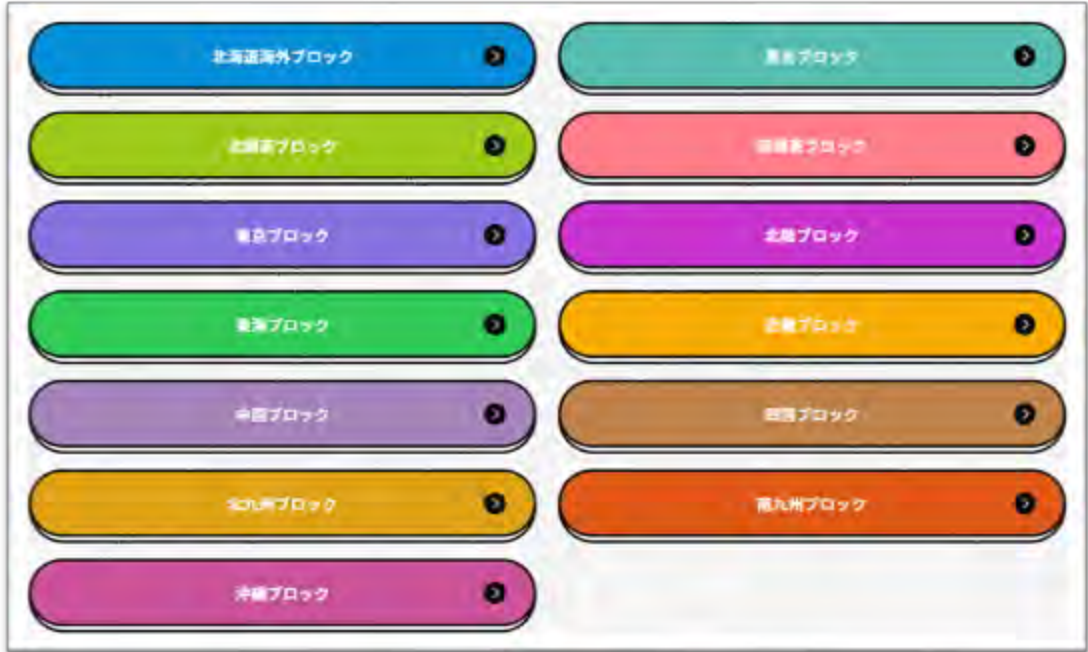 北海道海外ブロック
東北ブロック
北関東ブロック
南関東ブロック
東京ブロック
北陸ブロック
東海ブロック
近畿ブロック
中国ブロック
四国ブロック
北九州ブロック
南九州ブロック
沖縄ブロック